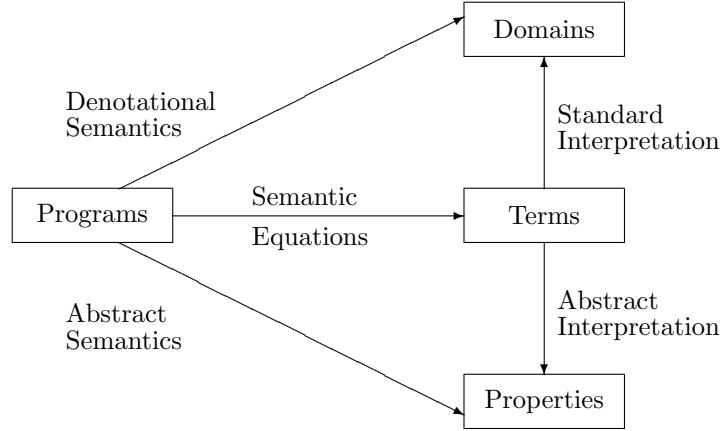 Domains
Denotational
Semantics
Standard
Interpretation
Programs
Semantic
Equations
Terms
Abstract
Semantics
Abstract
Interpretation
Properties